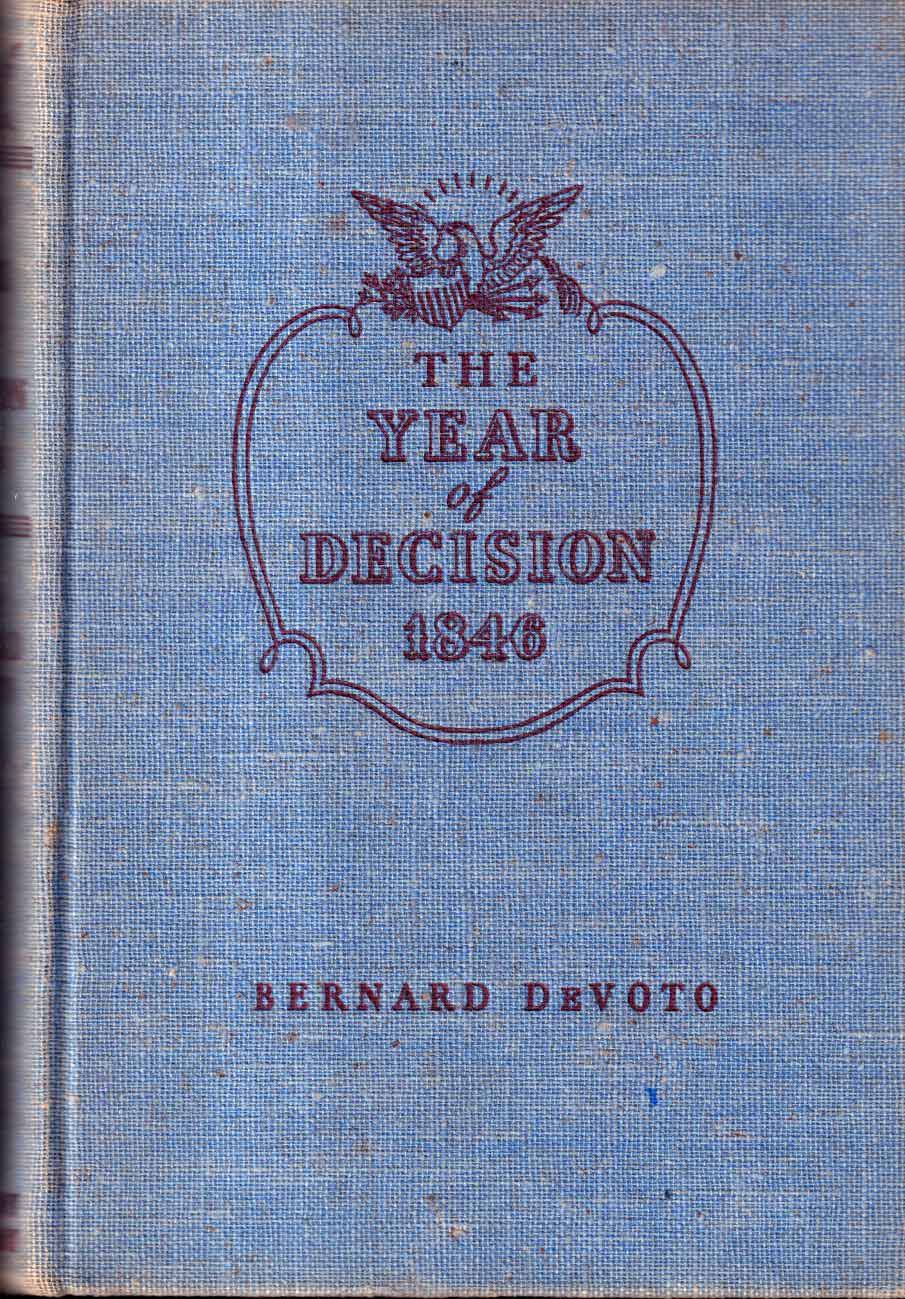 THE
YEAR
of
DECISION
1846
BERNARD DEVOTO